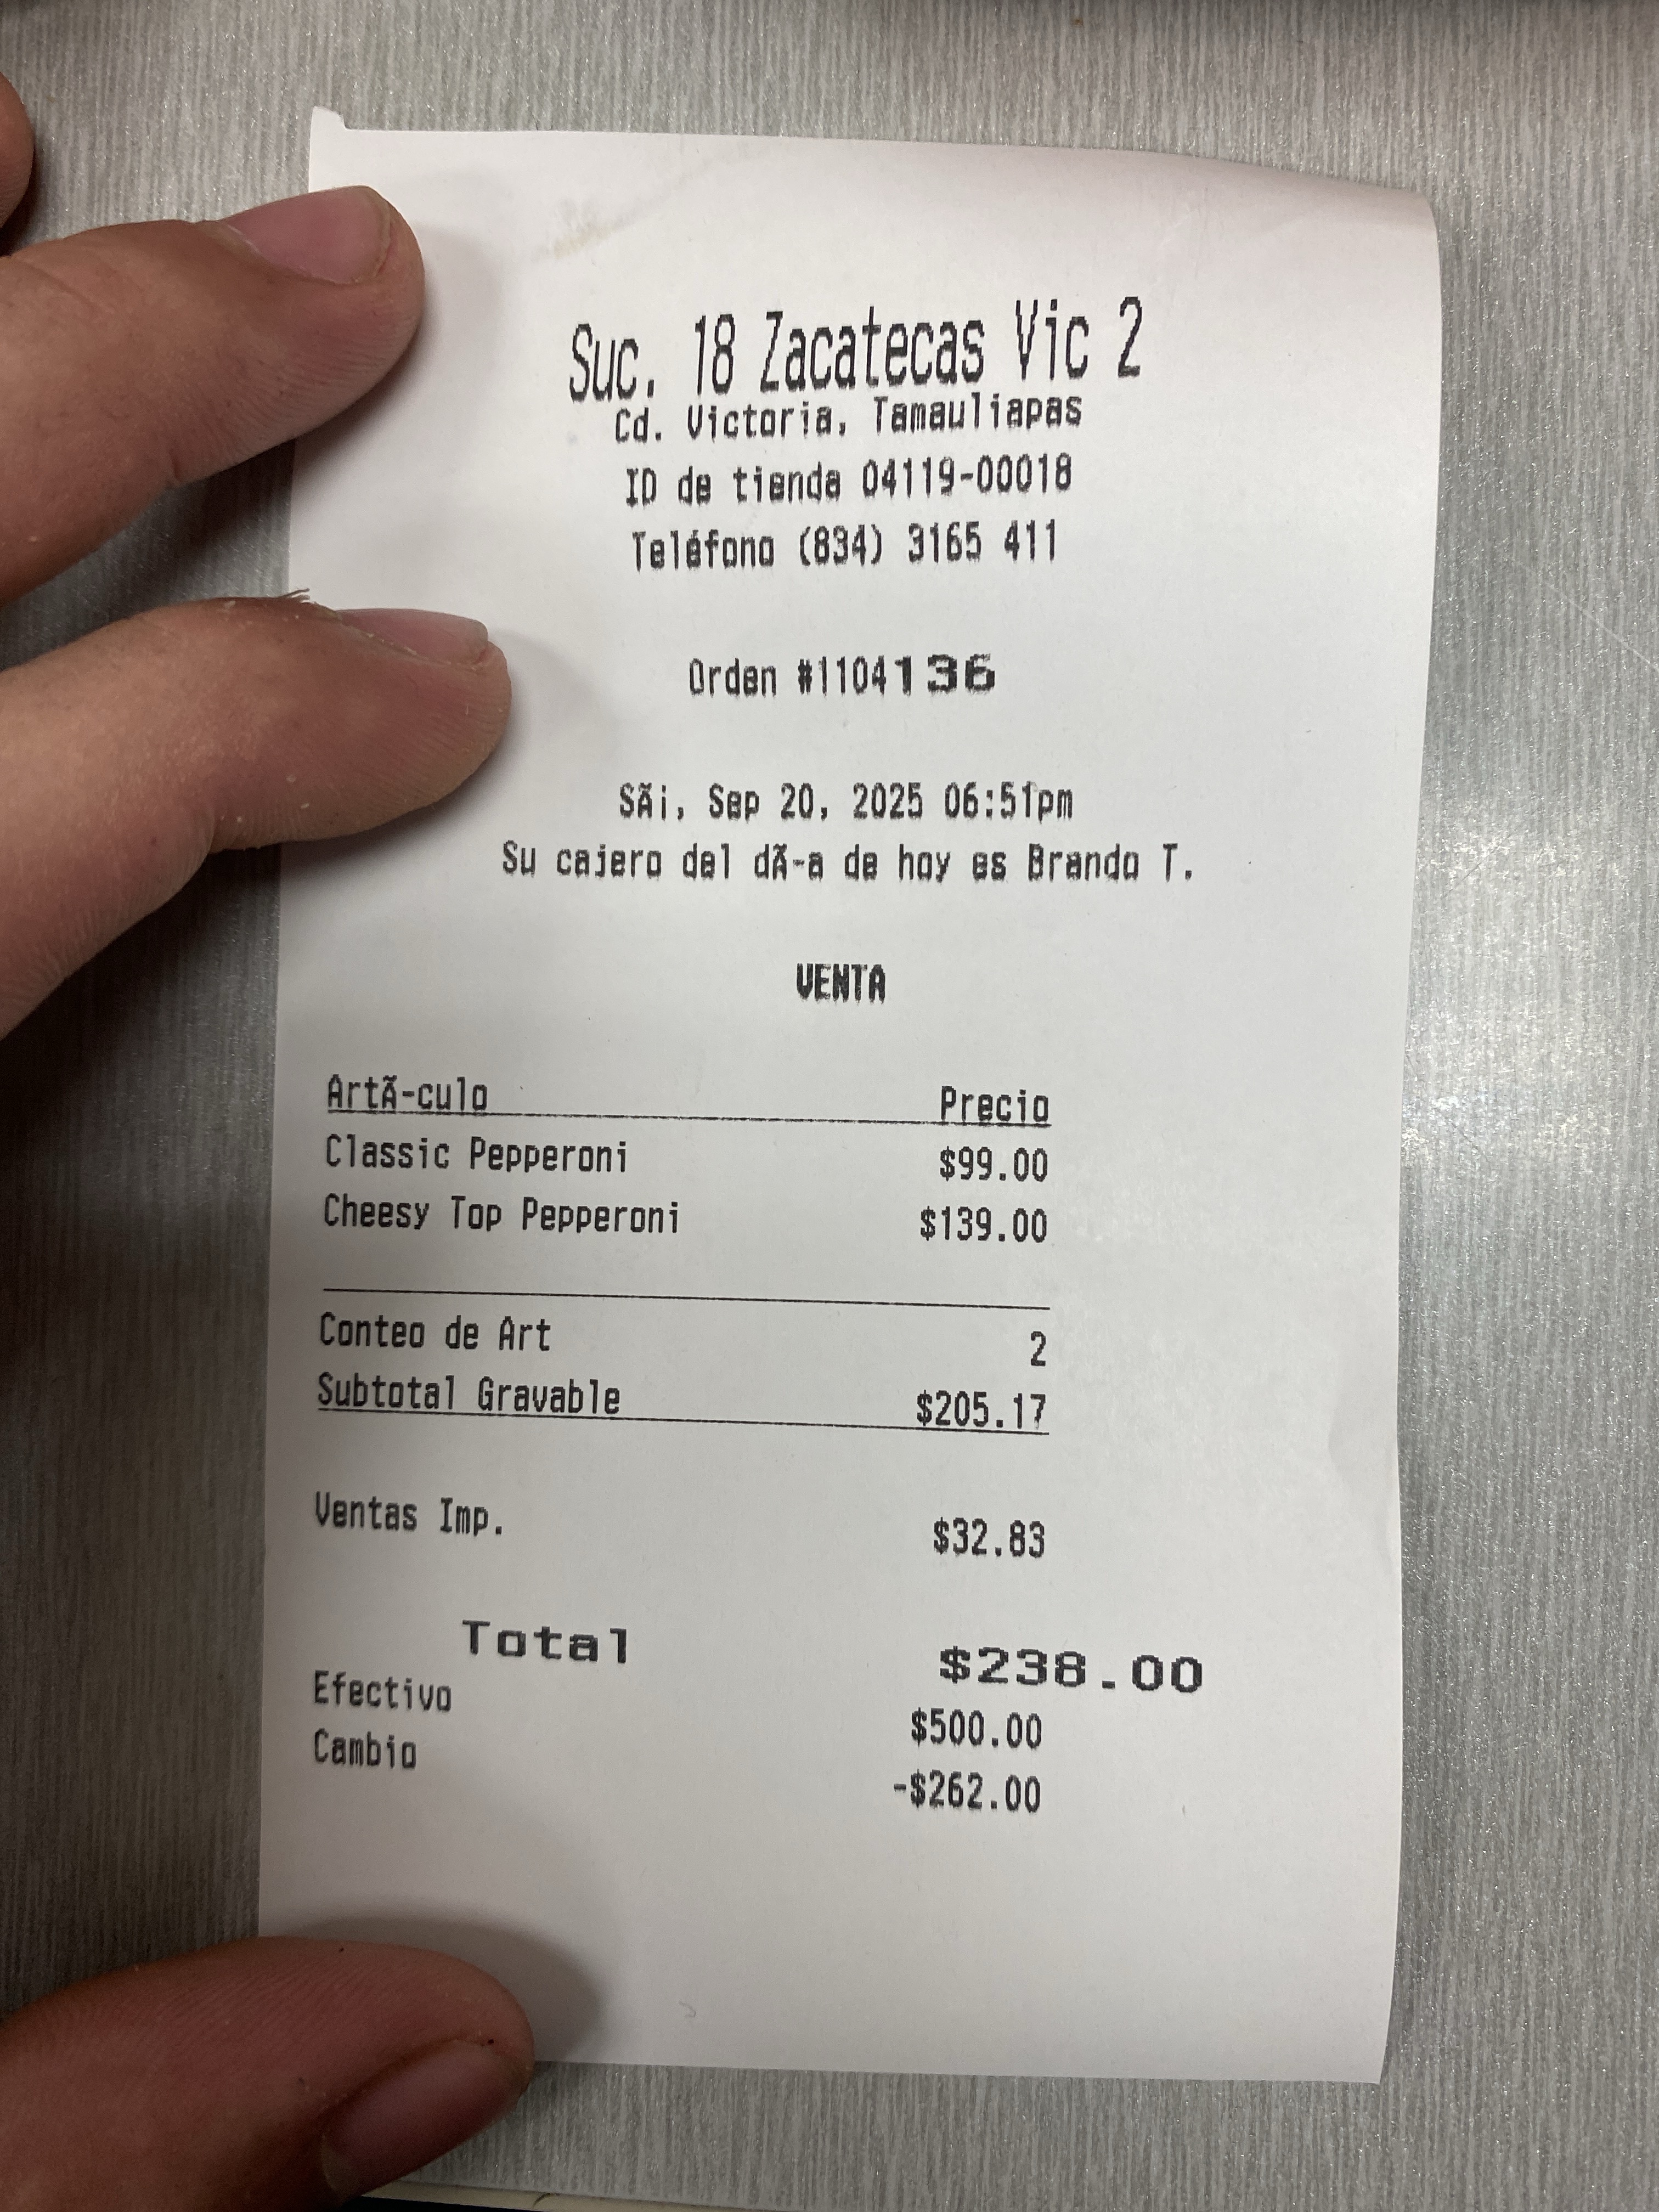 Suc. 18 Zacatecas Vic 2
Cd. Victoria, Tamauliapas
ID de tienda 04119-00018
Teléfono (834) 3165 411
Orden #1104136
SÃi, Sep 20, 2025 06:51pm
Su cajero del dÃ-a de hoy es Brando T.
VENTA
ArtÃ-culo Precio
Classic Pepperoni $99.00
Cheesy Top Pepperoni $139.00
Conteo de Art 2
Subtotal Gravable $205.17
Ventas Imp. $32.83
Total $238.00
Efectivo $500.00
Cambio -$262.00